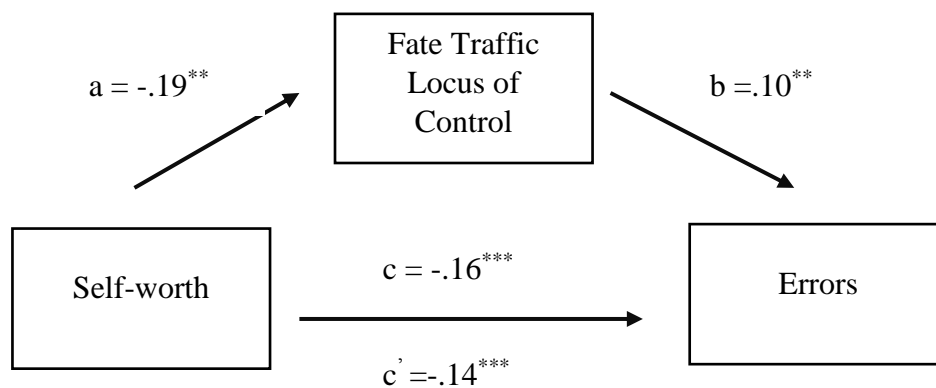 Fate Traffic
Locus of
Control
a = -.19**
b =.10**
Self-worth
c = -.16***
Errors
c’ =-.14***